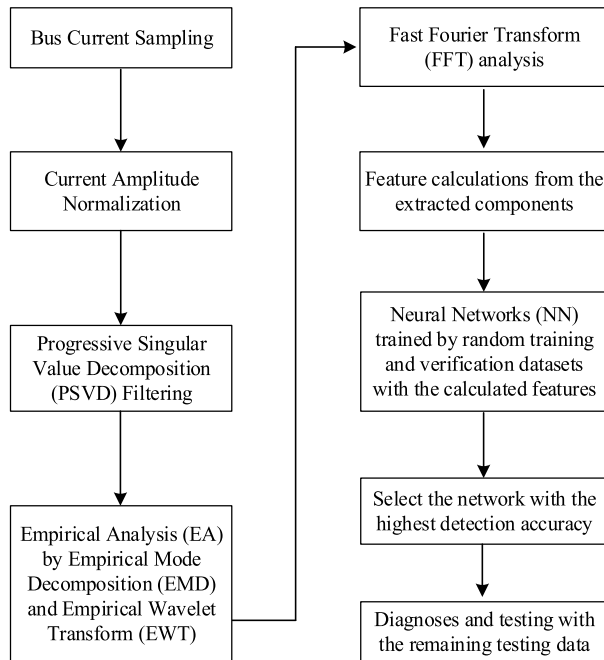 Bus Current Sampling
Current Amplitude
Normalization
Progressive Singular
Value Decomposition
(PSVD) Filtering
Empirical Analysis (EA)
by Empirical Mode
Decomposition (EMD)
and Empirical Wavelet
Transform (EWT)
Fast Fourier Transform
(FFT) analysis
Feature calculations from the
extracted components
Neural Networks (NN)
trained by random training
and verification datasets
with the calculated features
Select the network with the
highest detection accuracy
Diagnoses and testing with
the remaining testing data